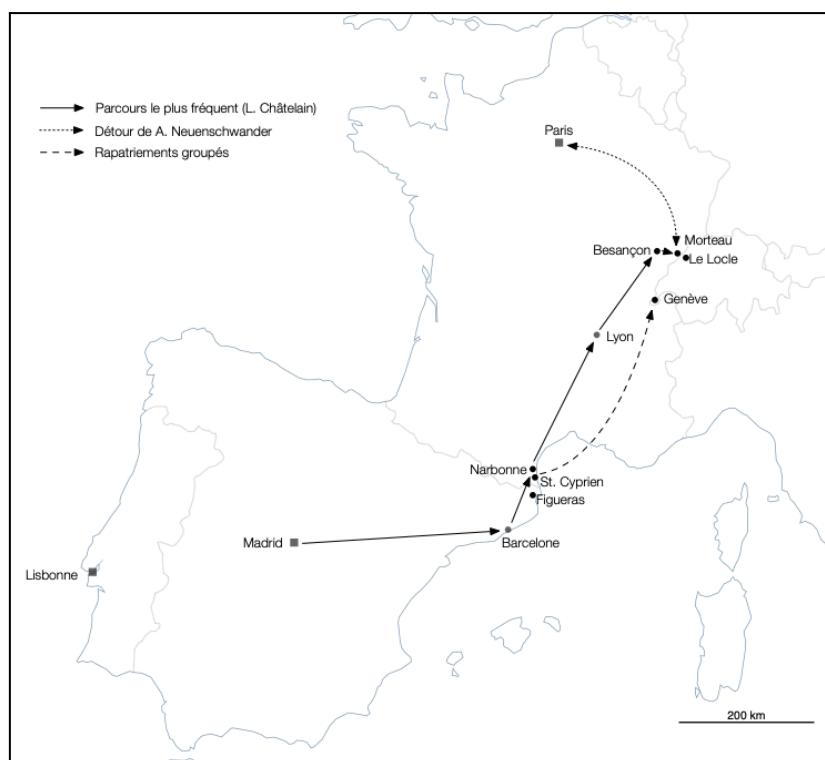 Parcours le plus fréquent (L. Châtelain)
Détour de A. Neuenschwander
Rapatriements groupés
Paris
Morteau
Besançon
Le Locle
Genève
Lyon
Narbonne
St. Cyprien
Figueras
Madrid
Barcelone
Lisbonne
200 km